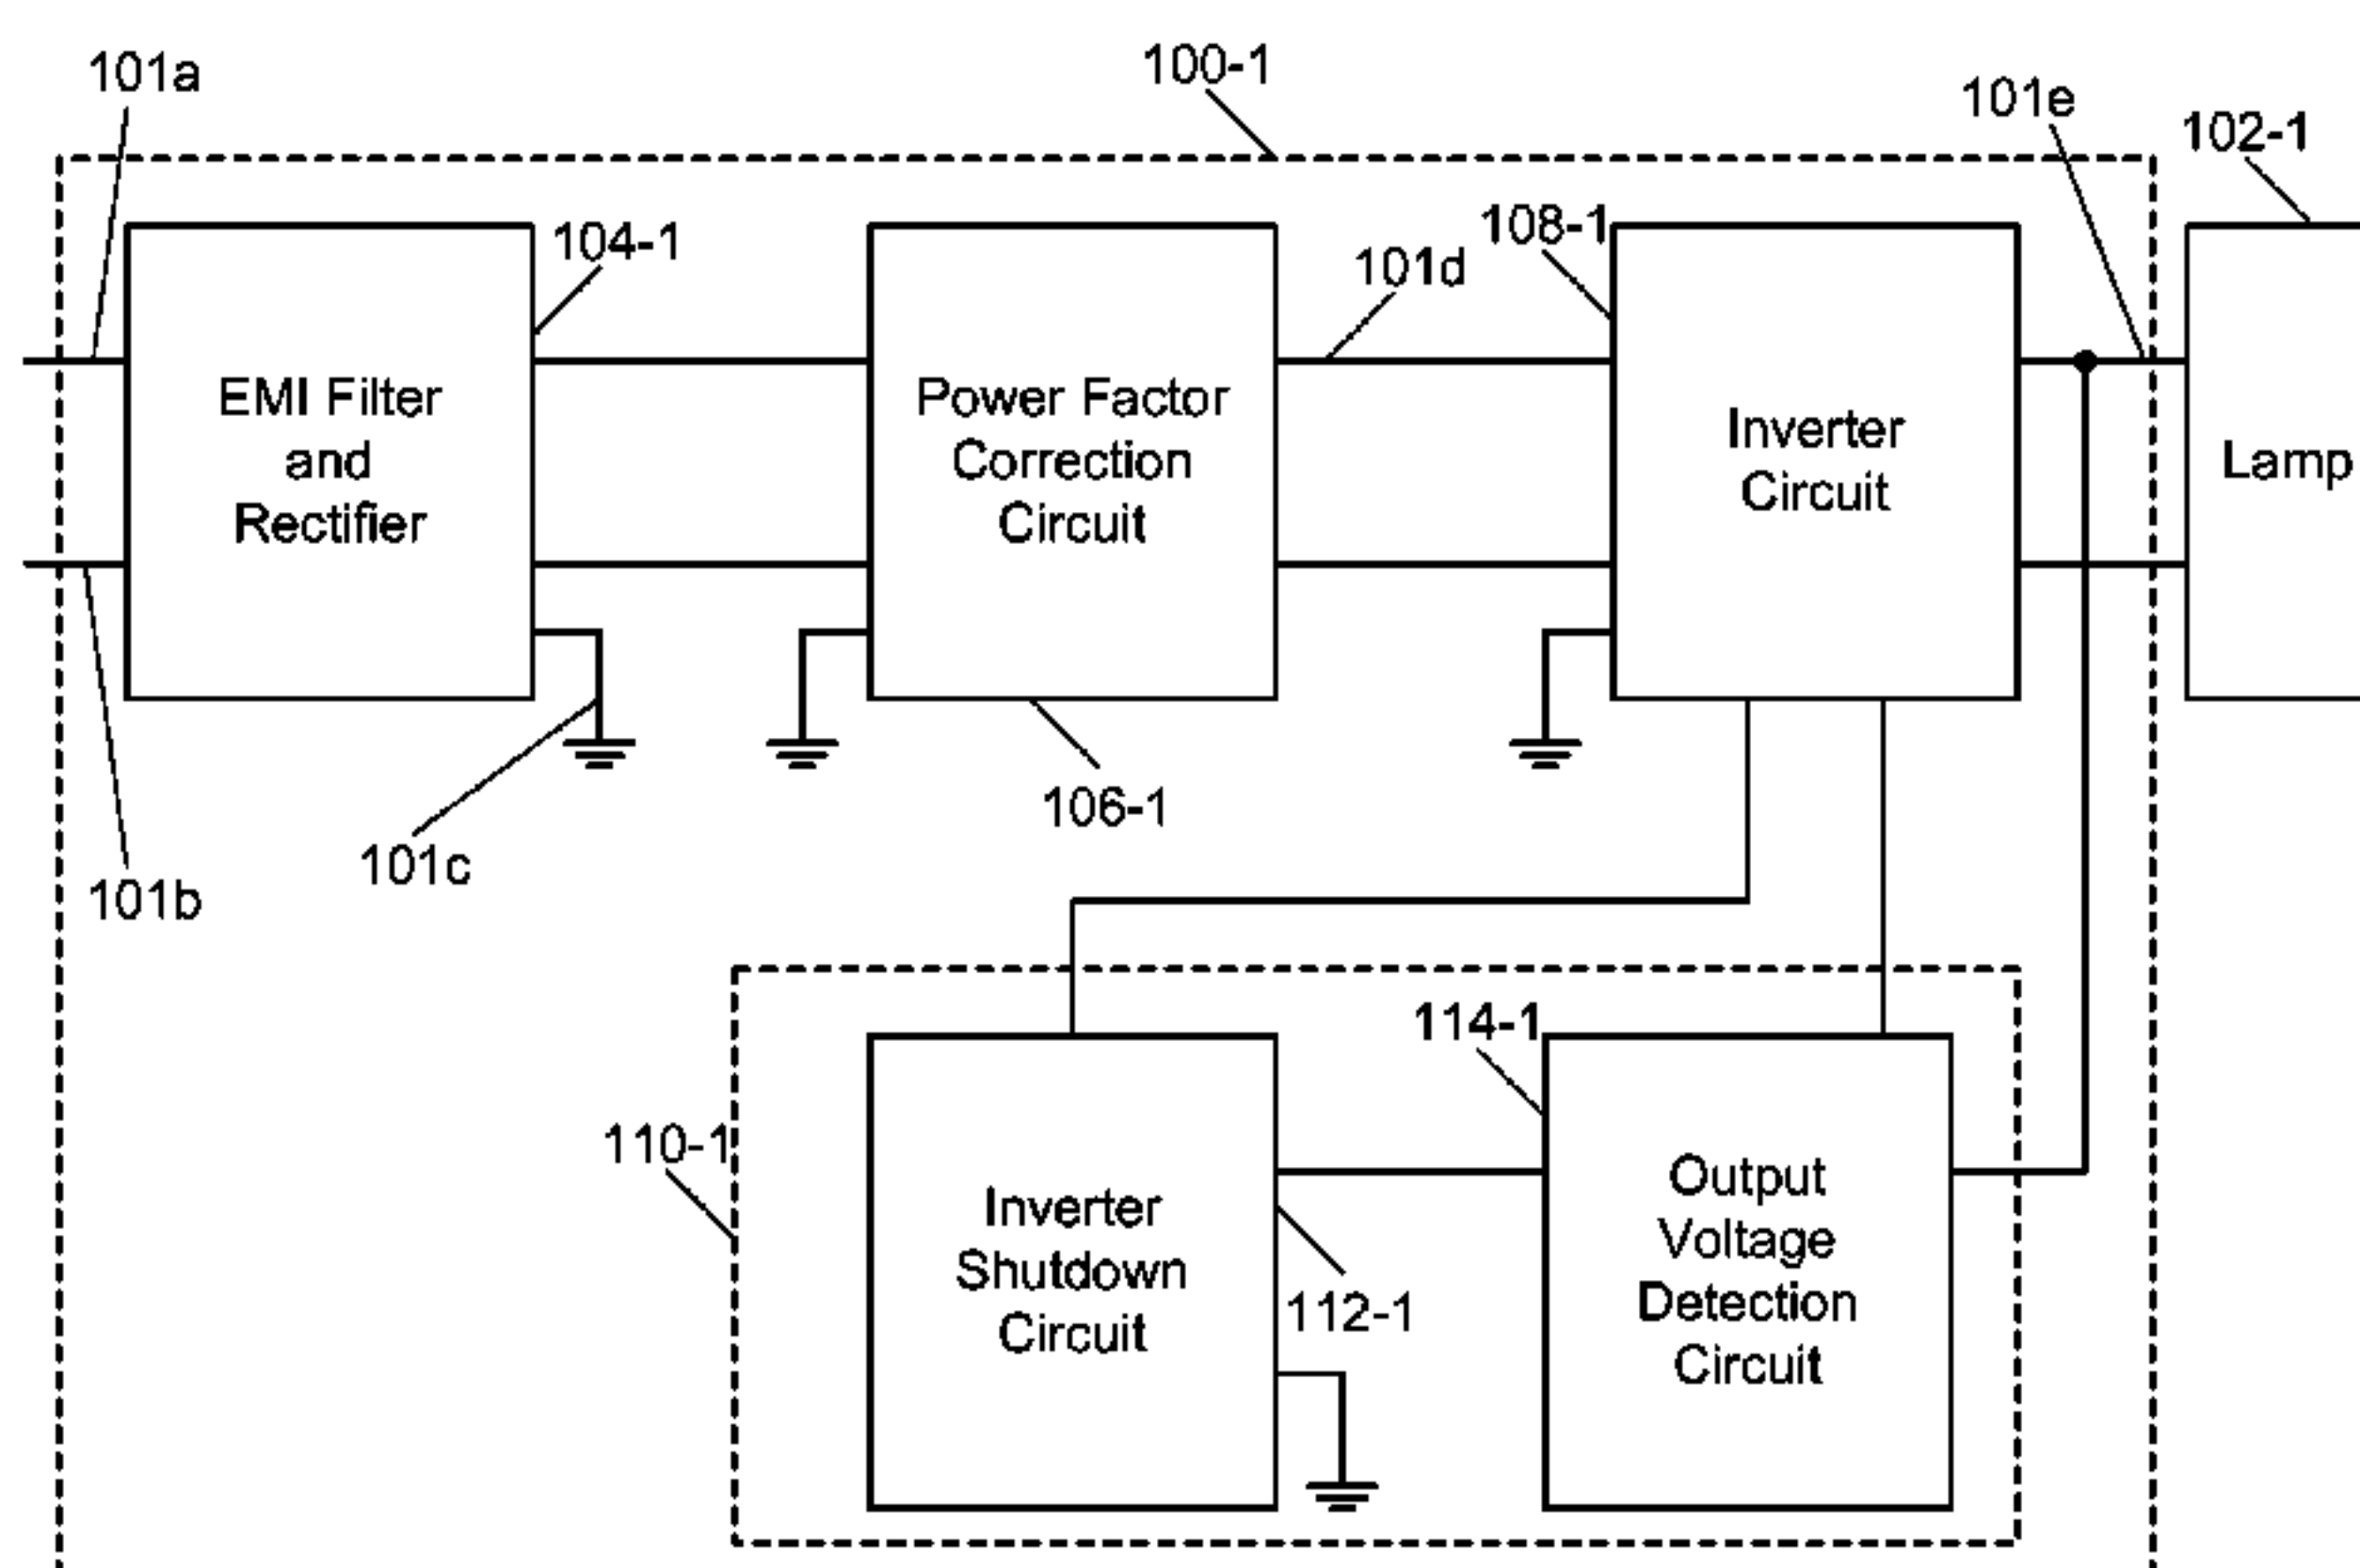 100-1
101a
101e
102-1
104-1
108-1
101d
EMI Filter
and
Rectifier
Power Factor
Correction
Circuit
Inverter
Circuit
Lamp
106-1
101c
101b
114-1
110-1
Inverter
Shutdown
Circuit
112-1
Output
Voltage
Detection
Circuit